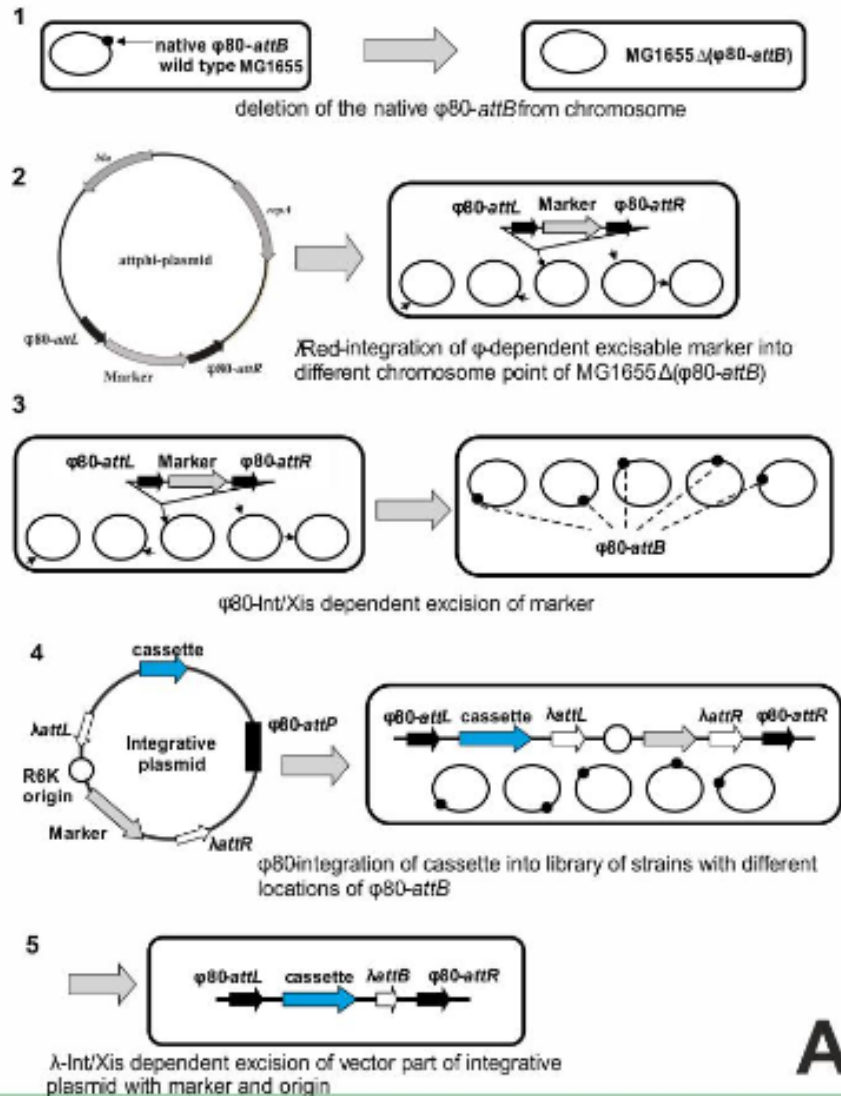 1
native φ80-attB
wild type MG1655
MG1655Δ(φ80-attB)
deletion of the native φ80-attB from chromosome
2
bla
repA
attphi-plasmid
φ80-attL
Marker
φ80-attR
φ80-attL Marker φ80-attR
λRed-integration of φ-dependent excisable marker into
different chromosome point of MG1655Δ(φ80-attB)
3
φ80-attL Marker φ80-attR
φ80-attB
φ80-Int/Xis dependent excision of marker
4
cassette
λattL
φ80-attP
Integrative
plasmid
R6K
origin
Marker
λattR
φ80-attL cassette λattL λattR φ80-attR
φ80integration of cassette into library of strains with different
locations of φ80-attB
5
φ80-attL cassette λattB φ80-attR
λ-Int/Xis dependent excision of vector part of integrative
plasmid with marker and origin
A